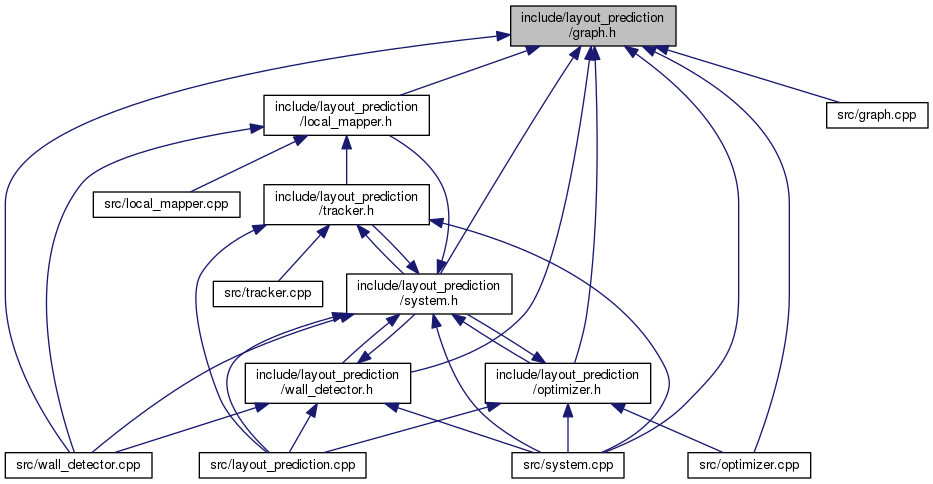 include/layout_prediction
/graph.h
include/layout_prediction
/local_mapper.h
src/graph.cpp
src/local_mapper.cpp
include/layout_prediction
/tracker.h
src/tracker.cpp
include/layout_prediction
/system.h
include/layout_prediction
/wall_detector.h
include/layout_prediction
/optimizer.h
src/wall_detector.cpp
src/layout_prediction.cpp
src/system.cpp
src/optimizer.cpp